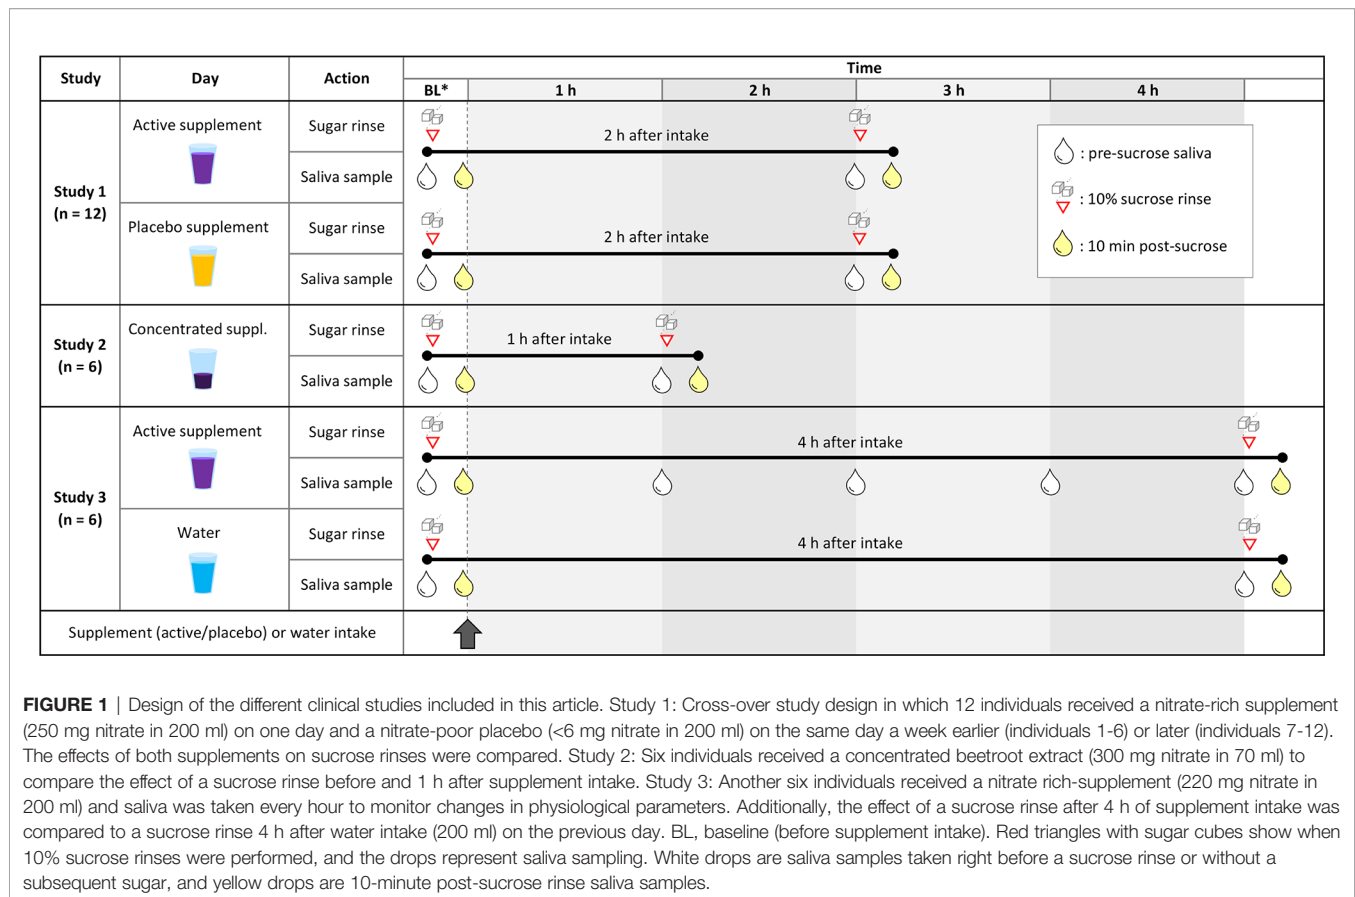 Study Day Action Time
BL* 1 h 2 h 3 h 4 h
Study 1
(n = 12)
Active supplement
Sugar rinse
2 h after intake
Saliva sample
Placebo supplement
Sugar rinse
2 h after intake
Saliva sample
: pre-sucrose saliva
: 10% sucrose rinse
: 10 min post-sucrose
Study 2
(n = 6)
Concentrated suppl.
Sugar rinse
1 h after intake
Saliva sample
Study 3
(n = 6)
Active supplement
Sugar rinse
4 h after intake
Saliva sample
Water
Sugar rinse
4 h after intake
Saliva sample
Supplement (active/placebo) or water intake
FIGURE 1 | Design of the different clinical studies included in this article. Study 1: Cross-over study design in which 12 individuals received a nitrate-rich supplement
(250 mg nitrate in 200 ml) on one day and a nitrate-poor placebo (<6 mg nitrate in 200 ml) on the same day a week earlier (individuals 1-6) or later (individuals 7-12).
The effects of both supplements on sucrose rinses were compared. Study 2: Six individuals received a concentrated beetroot extract (300 mg nitrate in 70 ml) to
compare the effect of a sucrose rinse before and 1 h after supplement intake. Study 3: Another six individuals received a nitrate rich-supplement (220 mg nitrate in
200 ml) and saliva was taken every hour to monitor changes in physiological parameters. Additionally, the effect of a sucrose rinse after 4 h of supplement intake was
compared to a sucrose rinse 4 h after water intake (200 ml) on the previous day. BL, baseline (before supplement intake). Red triangles with sugar cubes show when
10% sucrose rinses were performed, and the drops represent saliva sampling. White drops are saliva samples taken right before a sucrose rinse or without a
subsequent sugar, and yellow drops are 10-minute post-sucrose rinse saliva samples.